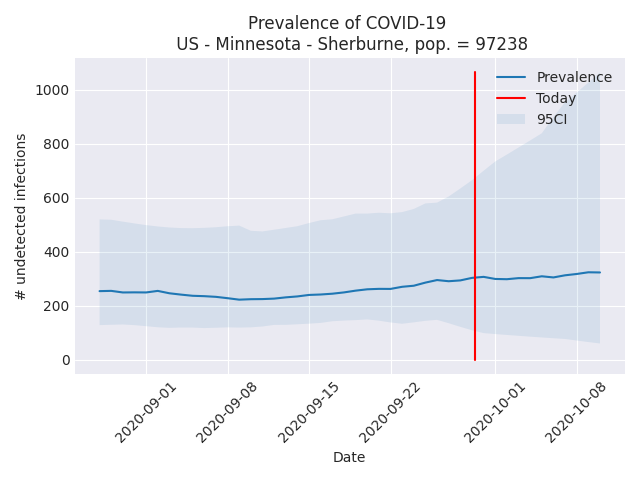 Prevalence of COVID-19
US - Minnesota - Sherburne, pop. = 97238
Prevalence
Today
95CI
# undetected infections
1000
800
600
400
200
0
2020-09-01
2020-09-08
2020-09-15
2020-09-22
2020-10-01
2020-10-08
Date